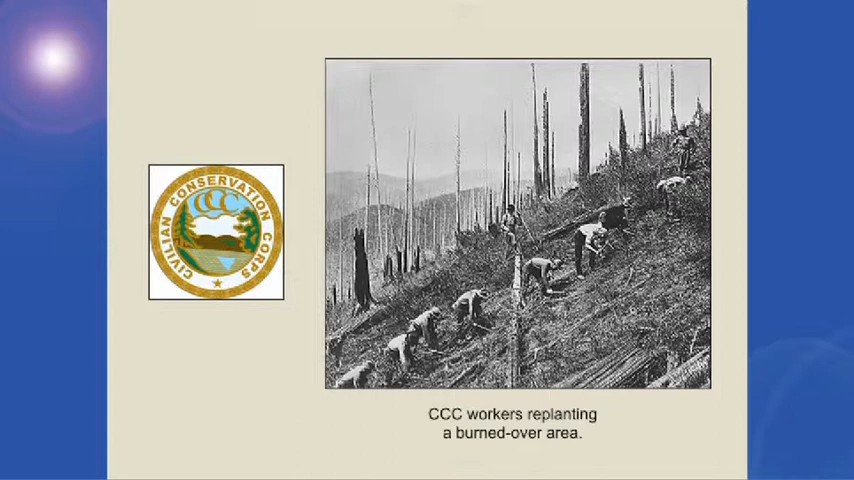 CIVILIAN CONSERVATION CORPS
CCC
CCC workers replanting
a burned-over area.